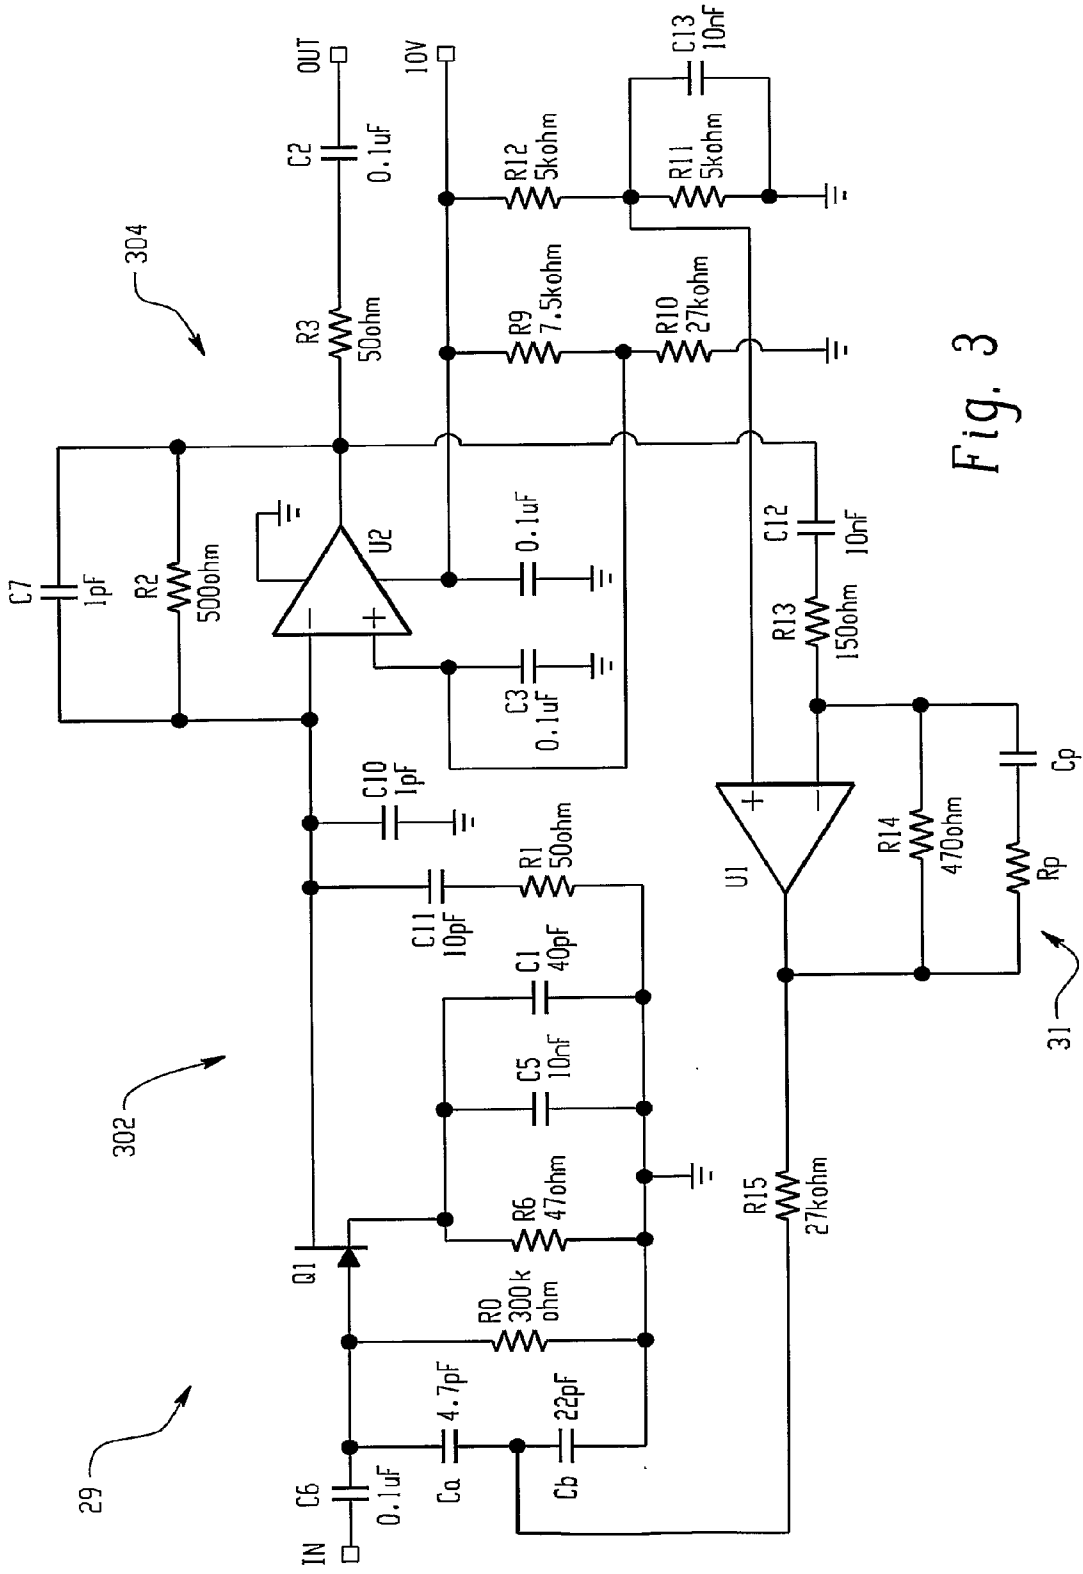 29
302
304
C7
1pF
R2
500ohm
OUT
C2
0.1uF
R3
50ohm
10V
U2
−
+
0.1uF
C3
0.1uF
C10
1pF
C11
10pF
R1
50ohm
C1
40pF
C5
10nF
R6
47ohm
R0
300k
ohm
Q1
IN
C6
0.1uF
Ca
4.7pF
Cb
22pF
R12
5kohm
R11
5kohm
C13
10nF
R9
7.5kohm
R10
27kohm
C12
10nF
R13
150ohm
U1
+
−
R14
470ohm
Rp
Cp
R15
27kohm
31
Fig. 3